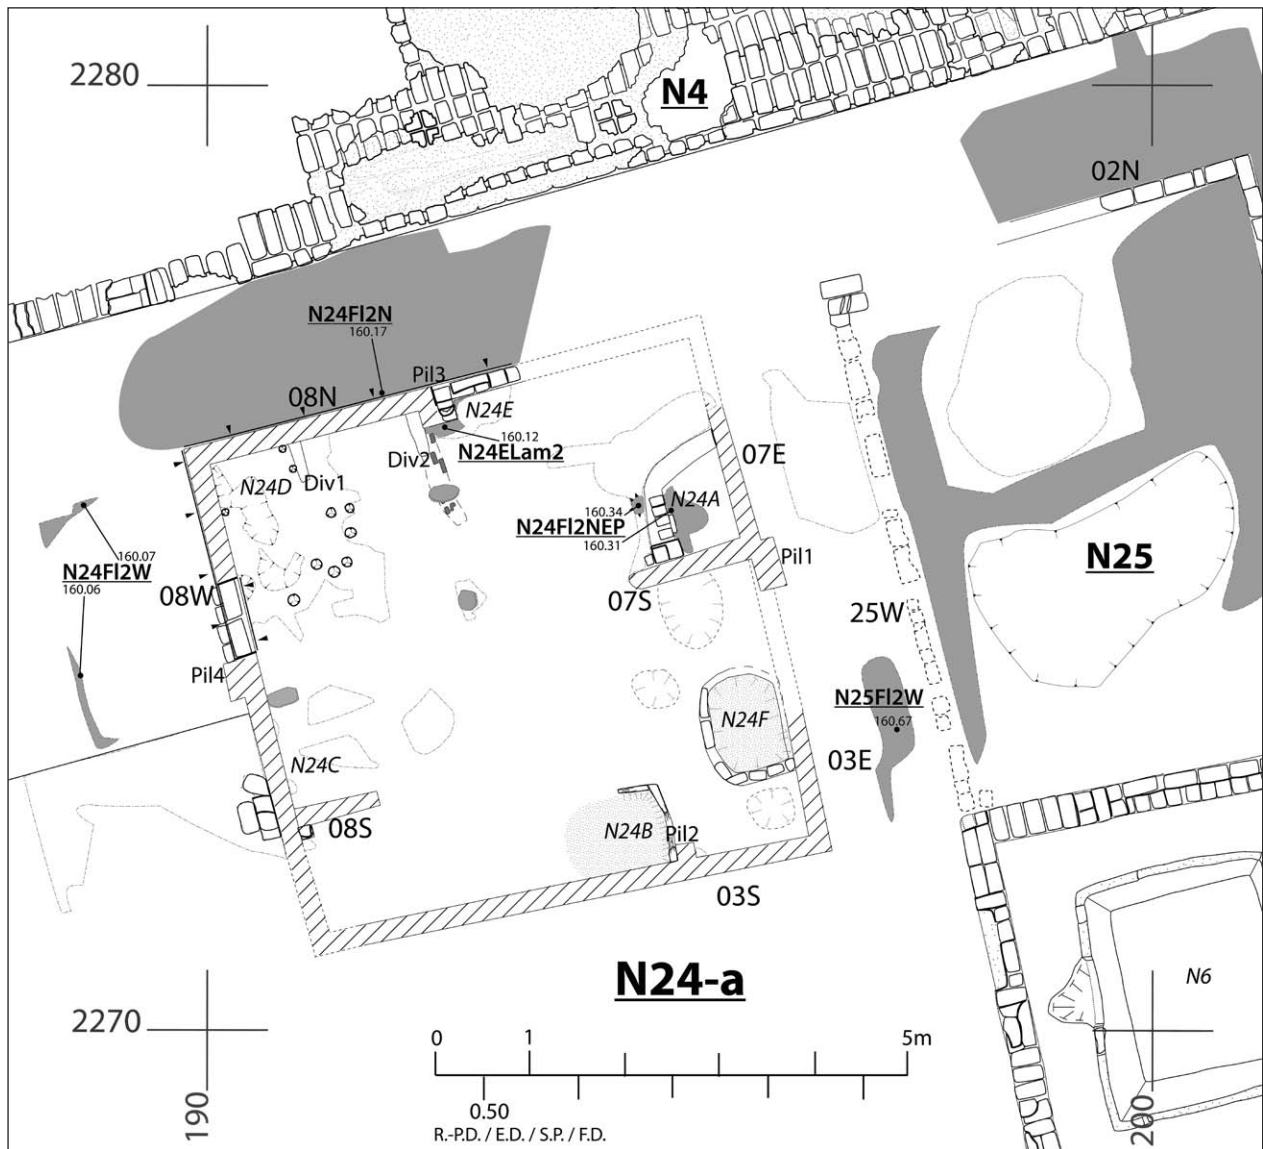 2280
N4
02N
N24Fl2N
160.17
Pil3
08N
N24E
160.12
N24ELam2
Div2
07E
N24D
Div1
N24A
160.34
N24Fl2NEP
160.31
N25
160.07
N24Fl2W
160.06
08W
Pil1
07S
25W
Pil4
N25Fl2W
160.67
N24F
03E
N24C
N24B
Pil2
08S
03S
N24-a
N6
2270
0 1 5m
0.50
R.-P.D. / E.D. / S.P. / F.D.
190
200